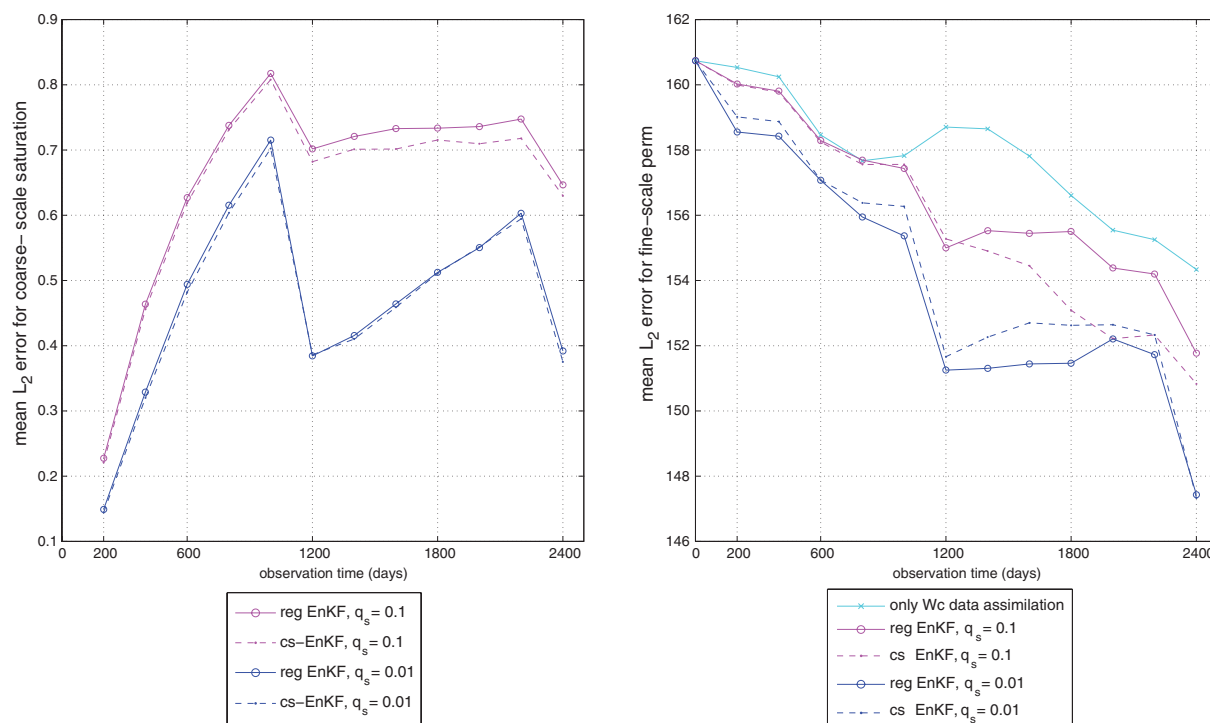 0.9
0.8
0.7
0.6
0.5
0.4
0.3
0.2
0.1
mean L2 error for coarse- scale saturation
0 200 600 1200 1800 2400
observation time (days)
reg EnKF, qs = 0.1
cs-EnKF, qs = 0.1
reg EnKF, qs = 0.01
cs-EnKF, qs = 0.01
162
160
158
156
154
152
150
148
146
mean L2 error for fine-scale perm
0 200 600 1200 1800 2400
observation time (days)
only Wc data assimilation
reg EnKF, qs = 0.1
cs EnKF, qs = 0.1
reg EnKF, qs = 0.01
cs EnKF, qs = 0.01